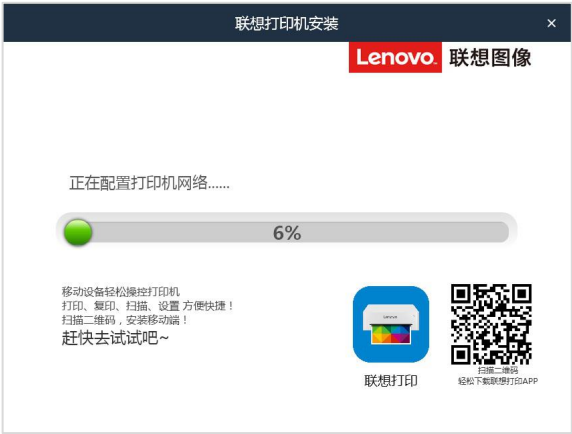 联想打印机安装
×
Lenovo. 联想图像
正在配置打印机网络......
6%
移动设备轻松操控打印机
打印、复印、扫描、设置 方便快捷！
扫描二维码，安装移动端！
赶快去试试吧~
Lenovo
联想打印
扫描二维码
轻松下载联想打印APP